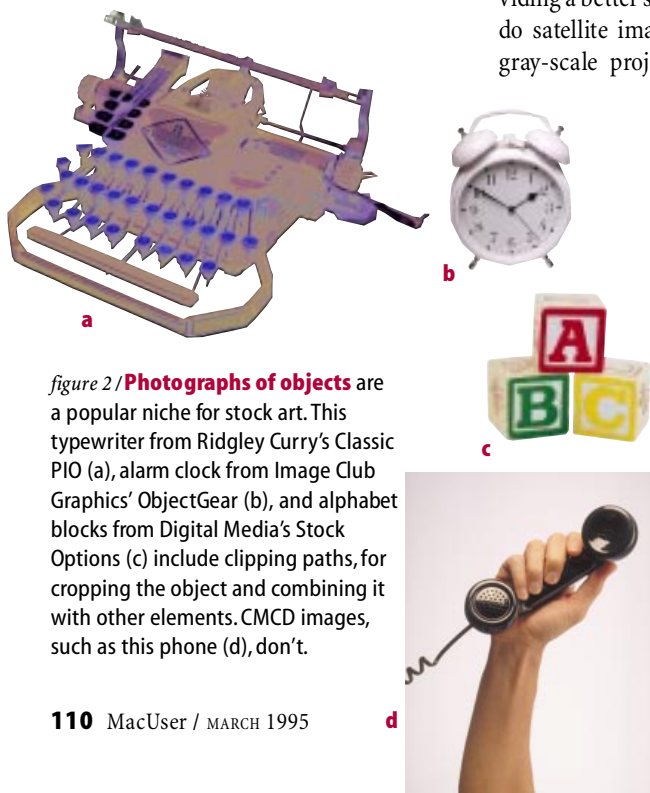 viding a better s
do satellite ima
gray-scale proj
a
b
12
11
10
A
B C
c
figure 2 / Photographs of objects are
a popular niche for stock art. This
typewriter from Ridgley Curry's Classic
PIO (a), alarm clock from Image Club
Graphics' ObjectGear (b), and alphabet
blocks from Digital Media's Stock
Options (c) include clipping paths, for
cropping the object and combining it
with other elements. CMCD images,
such as this phone (d), don't.
110 MacUser / MARCH 1995
d